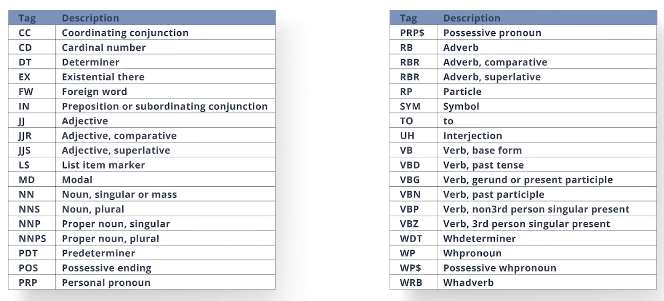 Tag Description
CC Coordinating conjunction
CD Cardinal number
DT Determiner
EX Existential there
FW Foreign word
IN Preposition or subordinating conjunction
JJ Adjective
JJR Adjective, comparative
JJS Adjective, superlative
LS List item marker
MD Modal
NN Noun, singular or mass
NNS Noun, plural
NNP Proper noun, singular
NNPS Proper noun, plural
PDT Predeterminer
POS Possessive ending
PRP Personal pronoun
Tag Description
PRP$ Possessive pronoun
RB Adverb
RBR Adverb, comparative
RBR Adverb, superlative
RP Particle
SYM Symbol
TO to
UH Interjection
VB Verb, base form
VBD Verb, past tense
VBG Verb, gerund or present participle
VBN Verb, past participle
VBP Verb, non3rd person singular present
VBZ Verb, 3rd person singular present
WDT Whdeterminer
WP Whpronoun
WP$ Possessive whpronoun
WRB Whadverb